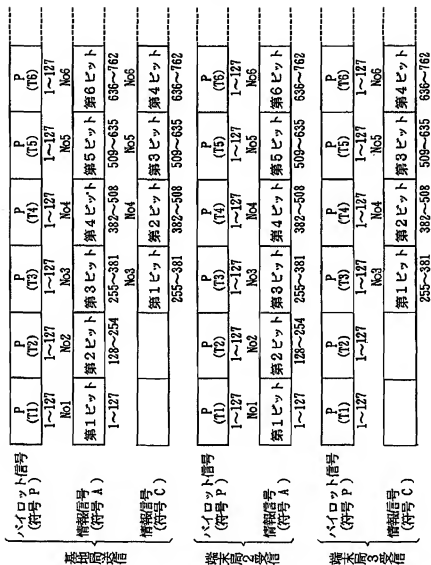 基地局送信
パイロット信号
(符号P)
P P P P P P
(T1) (T2) (T3) (T4) (T5) (T6)
1~127 1~127 1~127 1~127 1~127 1~127
No1 No2 No3 No4 No5 No6
情報信号
(符号A)
第1ビット 第2ビット 第3ビット 第4ビット 第5ビット 第6ビット
1~127 128~254 255~381 382~508 509~635 636~762
No3 No4 No5 No6
情報信号
(符号C)
第1ビット 第2ビット 第3ビット 第4ビット
255~381 382~508 509~635 636~762
端末局2受信
パイロット信号
(符号P)
P P P P P P
(T1) (T2) (T3) (T4) (T5) (T6)
1~127 1~127 1~127 1~127 1~127 1~127
No1 No2 No3 No4 No5 No6
情報信号
(符号A)
第1ビット 第2ビット 第3ビット 第4ビット 第5ビット 第6ビット
1~127 128~254 255~381 382~508 509~635 636~762
端末局3受信
パイロット信号
(符号P)
P P P P P P
(T1) (T2) (T3) (T4) (T5) (T6)
1~127 1~127 1~127 1~127 1~127 1~127
No3 No4 No5 No6
情報信号
(符号C)
第1ビット 第2ビット 第3ビット 第4ビット
255~381 382~508 509~635 636~762